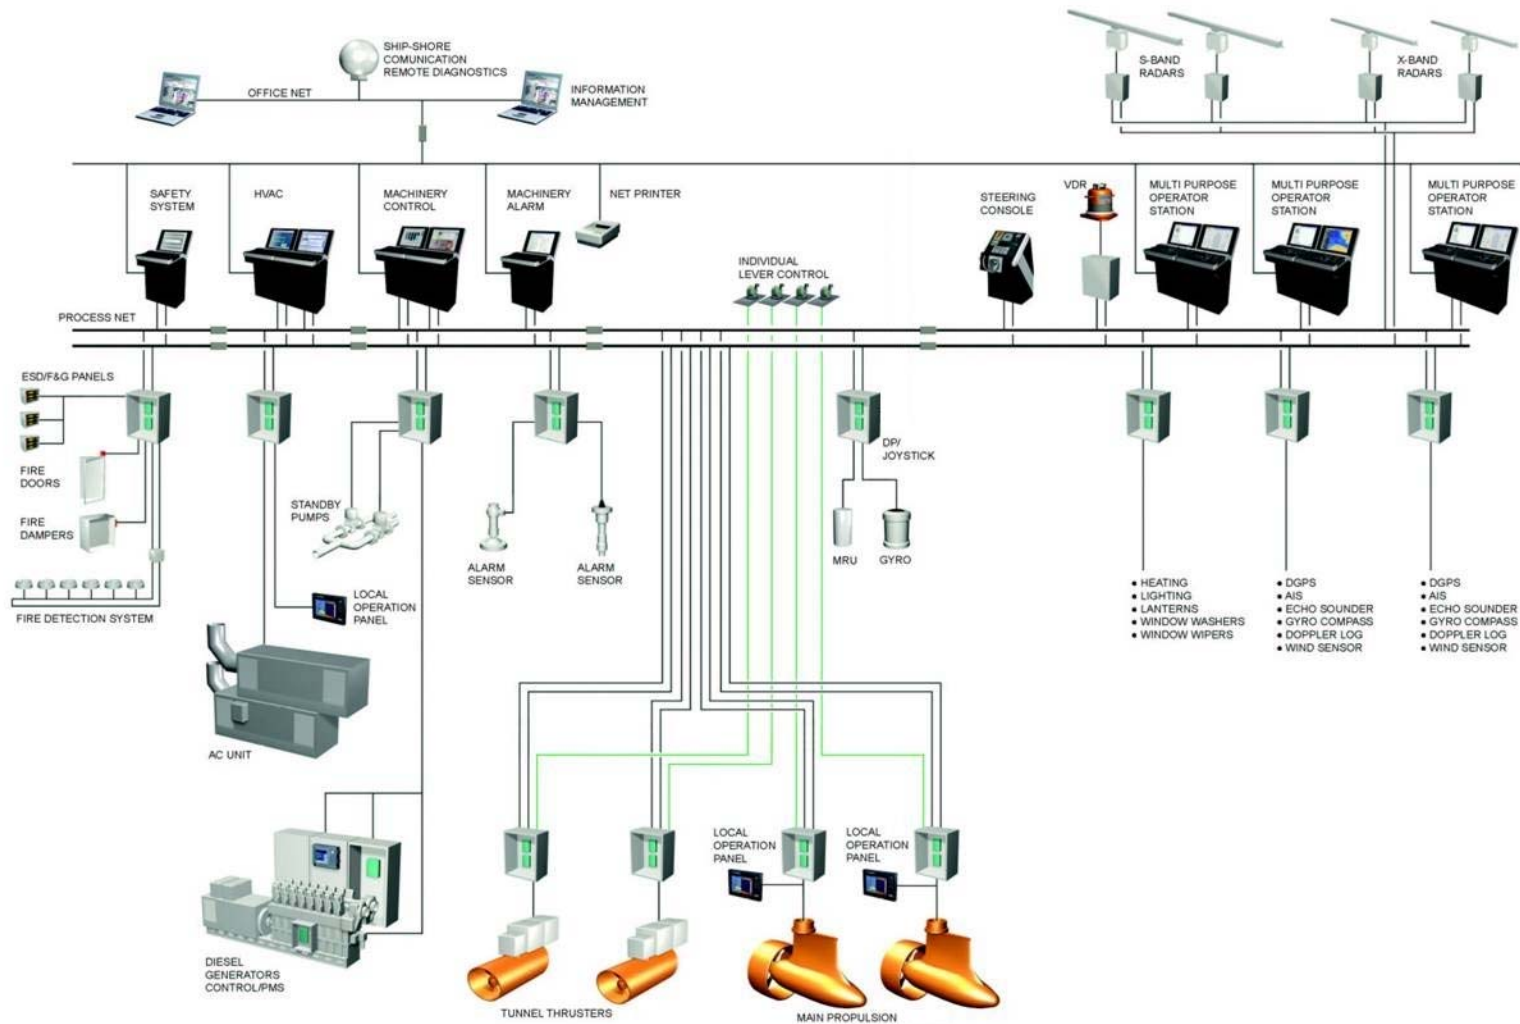 SHIP-SHORE
COMUNICATION
REMOTE DIAGNOSTICS
OFFICE NET
INFORMATION
MANAGEMENT
S-BAND
RADARS
X-BAND
RADARS
SAFETY
SYSTEM
HVAC
MACHINERY
CONTROL
MACHINERY
ALARM
NET PRINTER
STEERING
CONSOLE
VDR
MULTI PURPOSE
OPERATOR
STATION
MULTI PURPOSE
OPERATOR
STATION
MULTI PURPOSE
OPERATOR
STATION
INDIVIDUAL
LEVER CONTROL
PROCESS NET
ESD/F&G PANELS
FIRE
DOORS
FIRE
DAMPERS
FIRE DETECTION SYSTEM
STANDBY
PUMPS
ALARM
SENSOR
ALARM
SENSOR
DP/
JOYSTICK
MRU
GYRO
LOCAL
OPERATION
PANEL
AC UNIT
• HEATING
• LIGHTING
• LANTERNS
• WINDOW WASHERS
• WINDOW WIPERS
• DGPS
• AIS
• ECHO SOUNDER
• GYRO COMPASS
• DOPPLER LOG
• WIND SENSOR
• DGPS
• AIS
• ECHO SOUNDER
• GYRO COMPASS
• DOPPLER LOG
• WIND SENSOR
LOCAL
OPERATION
PANEL
LOCAL
OPERATION
PANEL
DIESEL
GENERATORS
CONTROL/PMS
TUNNEL THRUSTERS
MAIN PROPULSION